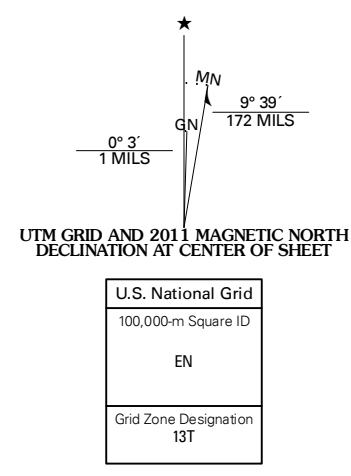 ★
MN
GN
9° 39´
172 MILS
0° 3´
1 MILS
UTM GRID AND 2011 MAGNETIC NORTH
DECLINATION AT CENTER OF SHEET
U.S. National Grid
100,000-m Square ID
EN
Grid Zone Designation
13T